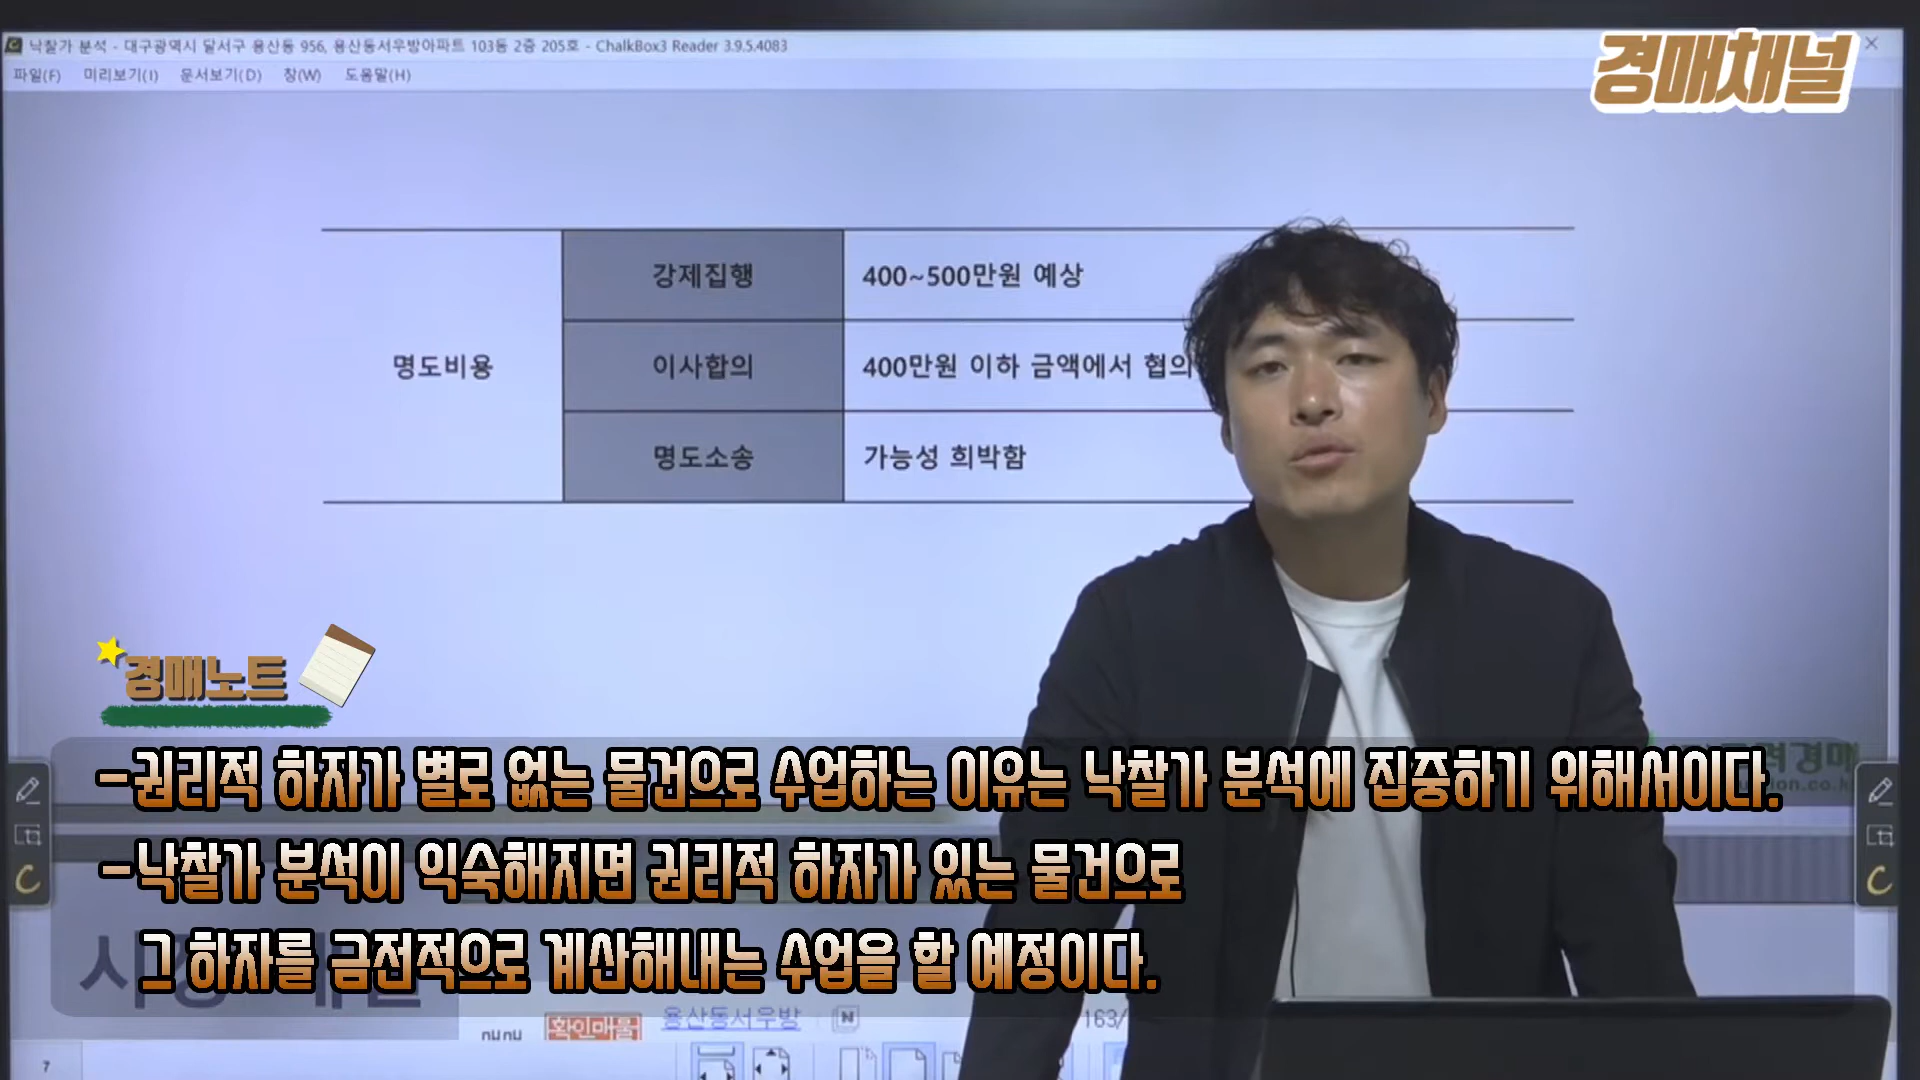 낙찰가 분석 - 대구광역시 달서구 용산동 956, 용산동서우방아파트 103동 2층 205호 - ChalkBox3 Reader 3.9.5.4083
파일(F) 미리보기(I) 문서보기(D) 창(W) 도움말(H)
경매채널
명도비용
강제집행 400~500만원 예상
이사합의 400만원 이하 금액에서 협의
명도소송 가능성 희박함
경매노트
-권리적 하자가 별로 없는 물건으로 수업하는 이유는 낙찰가 분석에 집중하기 위해서이다.
-낙찰가 분석이 익숙해지면 권리적 하자가 있는 물건으로
그 하자를 금전적으로 계산해내는 수업을 할 예정이다.
확인매물 용산동서우방 N 163/
7